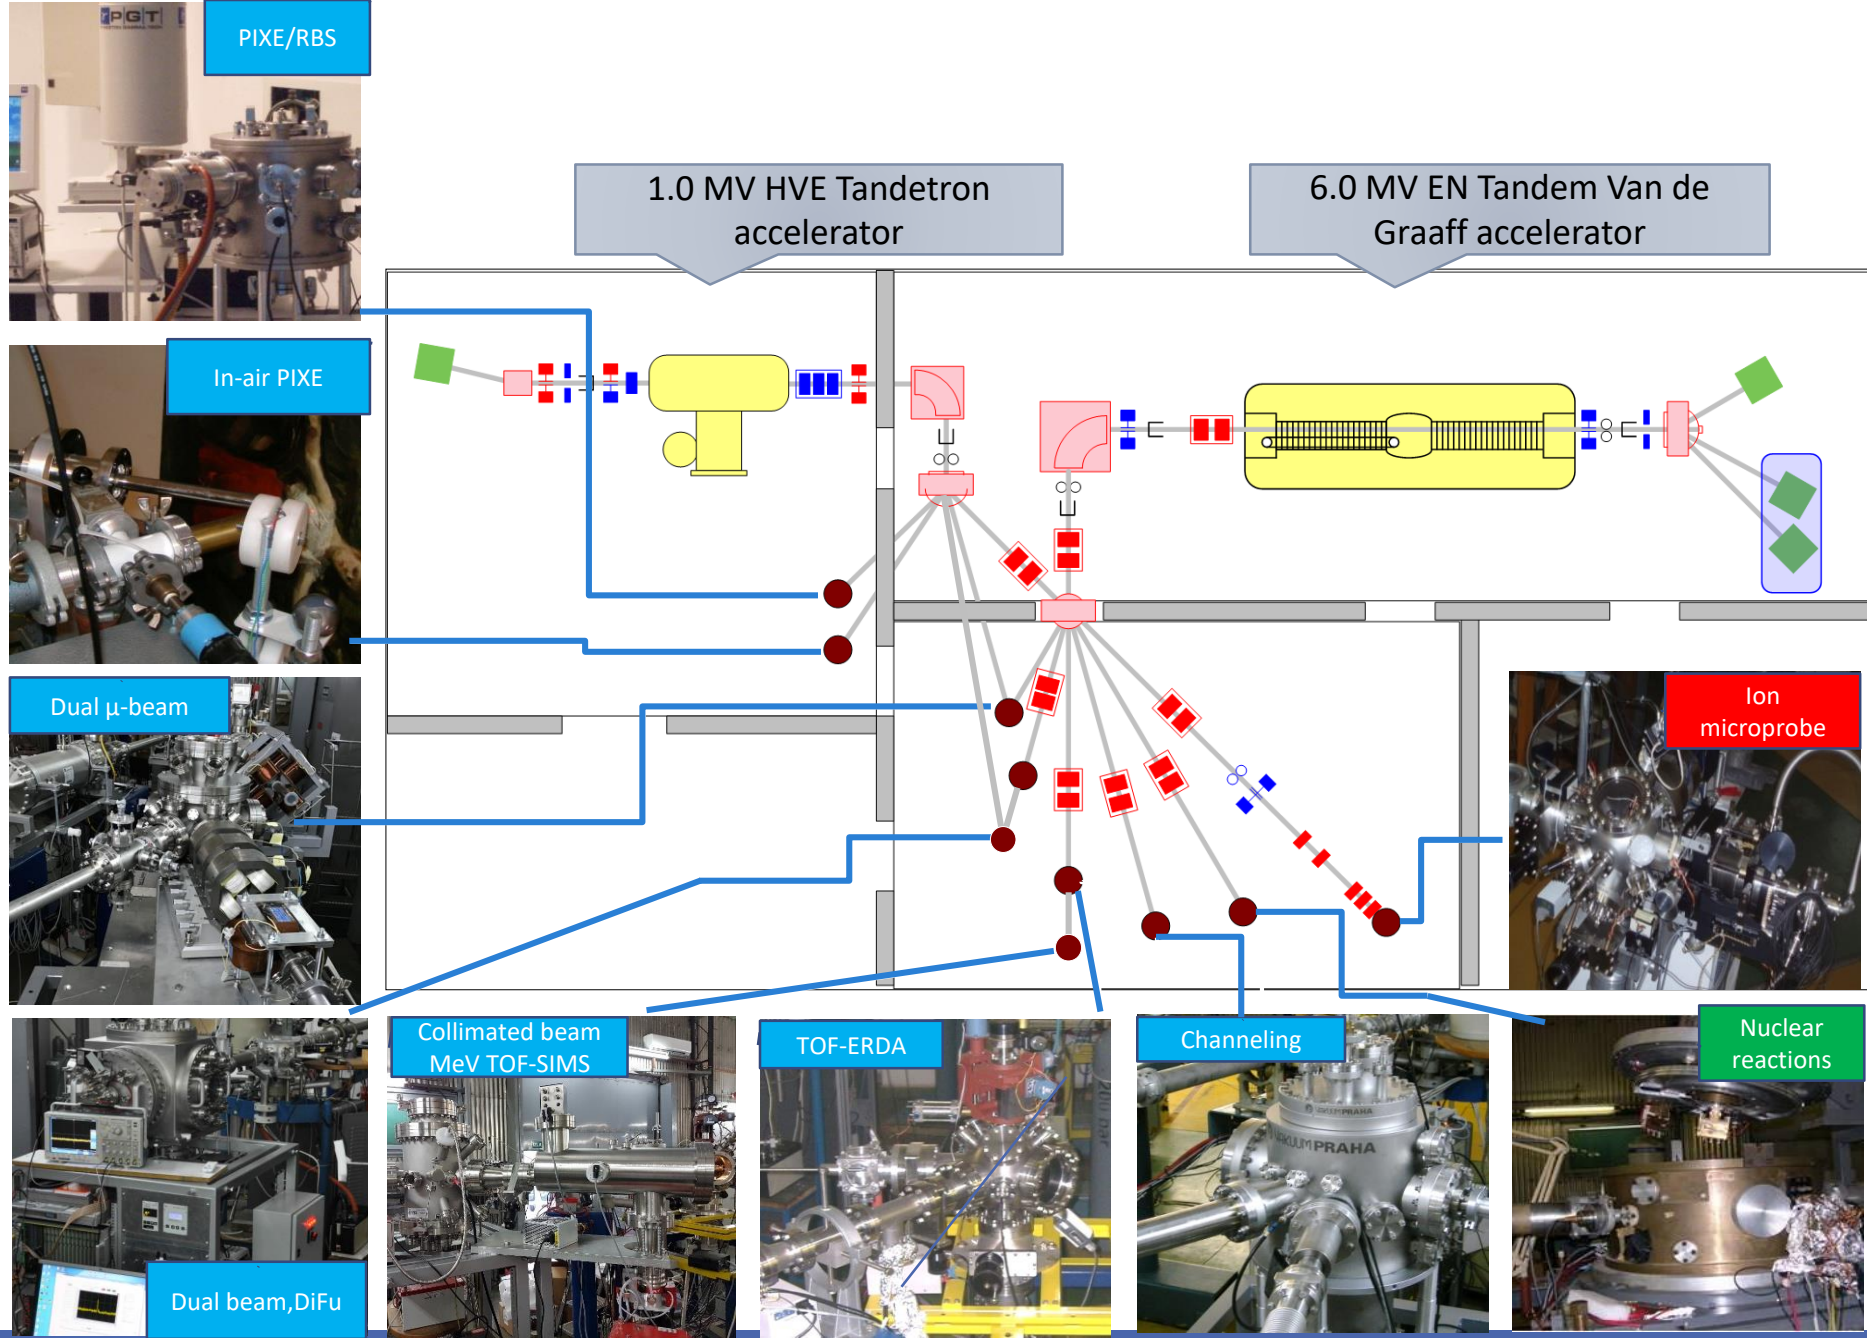 PGT
PIXE/RBS
1.0 MV HVE Tandetron
accelerator
6.0 MV EN Tandem Van de
Graaff accelerator
In-air PIXE
Dual μ-beam
Ion
microprobe
Collimated beam
MeV TOF-SIMS
TOF-ERDA
Channeling
Nuclear
reactions
VAKUUM PRAHA
VAKUUMPRAHA
Dual beam,DiFu